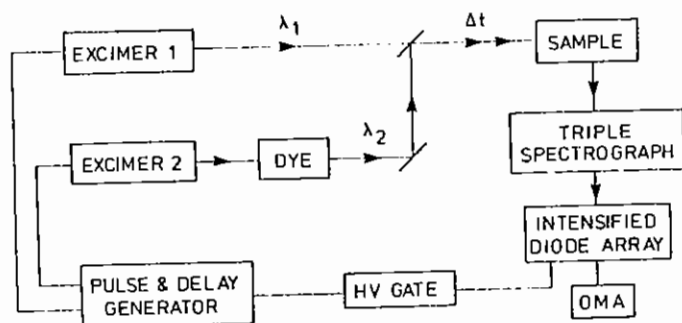 EXCIMER 1
λ1
Δt
SAMPLE
EXCIMER 2
DYE
λ2
TRIPLE
SPECTROGRAPH
INTENSIFIED
DIODE ARRAY
PULSE & DELAY
GENERATOR
HV GATE
OMA